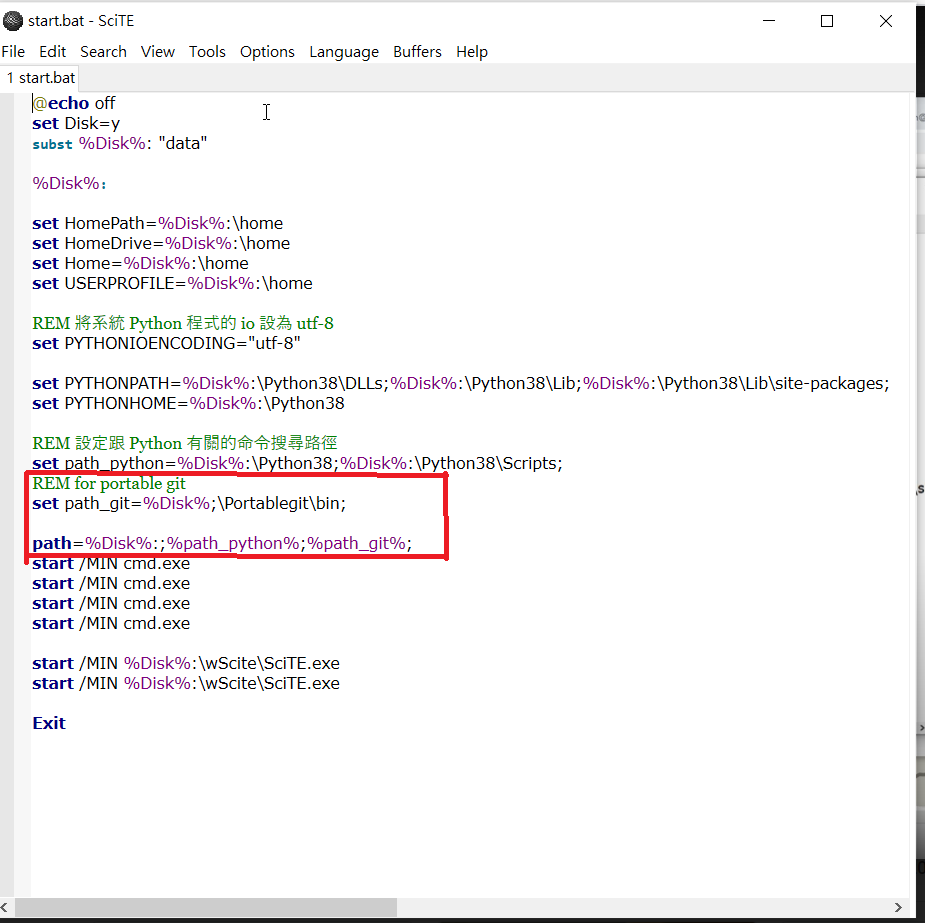 start.bat - SciTE
File Edit Search View Tools Options Language Buffers Help
1 start.bat
@echo off
set Disk=y
subst %Disk%: "data"
%Disk%:
set HomePath=%Disk%:\home
set HomeDrive=%Disk%:\home
set Home=%Disk%:\home
set USERPROFILE=%Disk%:\home
REM 將系統 Python 程式的 io 設為 utf-8
set PYTHONIOENCODING="utf-8"
set PYTHONPATH=%Disk%:\Python38\DLLs;%Disk%:\Python38\Lib;%Disk%:\Python38\Lib\site-packages;
set PYTHONHOME=%Disk%:\Python38
REM 設定跟 Python 有關的命令搜尋路徑
set path_python=%Disk%:\Python38;%Disk%:\Python38\Scripts;
REM for portable git
set path_git=%Disk%;\Portablegit\bin;
path=%Disk%:;%path_python%;%path_git%;
start /MIN cmd.exe
start /MIN cmd.exe
start /MIN cmd.exe
start /MIN cmd.exe
start /MIN %Disk%:\wScite\SciTE.exe
start /MIN %Disk%:\wScite\SciTE.exe
Exit